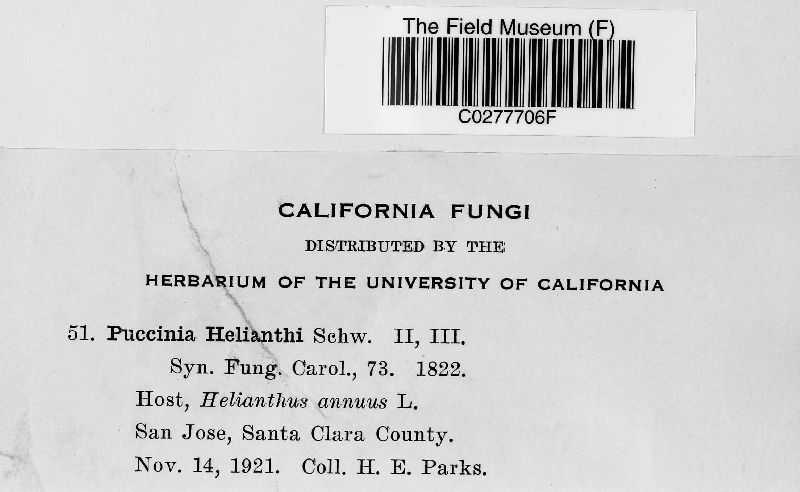 The Field Museum (F)
C0277706F
CALIFORNIA FUNGI
DISTRIBUTED BY THE
HERBARIUM OF THE UNIVERSITY OF CALIFORNIA
51. Puccinia Helianthi Schw. II, III.
Syn. Fung. Carol., 73. 1822.
Host, Helianthus annuus L.
San Jose, Santa Clara County.
Nov. 14, 1921. Coll. H. E. Parks.